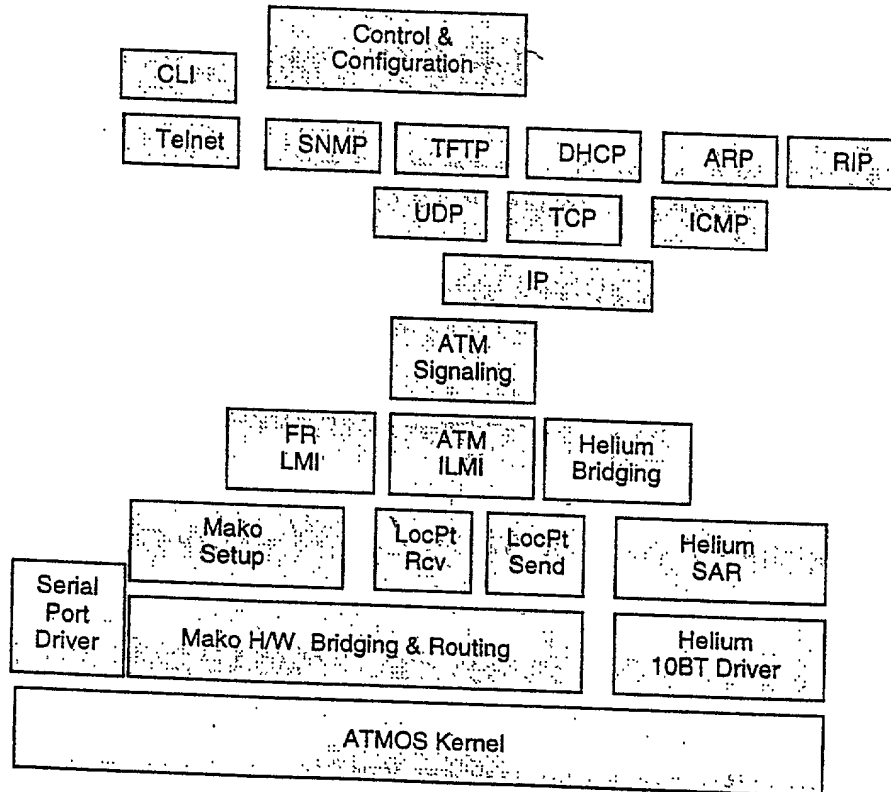 Control &
Configuration
CLI
Telnet
SNMP
TFTP
DHCP
ARP
RIP
UDP
TCP
ICMP
IP
ATM
Signaling
FR
LMI
ATM
ILMI
Helium
Bridging
Mako
Setup
LocPt
Rcv
LocPt
Send
Helium
SAR
Serial
Port
Driver
Mako H/W Bridging & Routing
Helium
10BT Driver
ATMOS Kernel